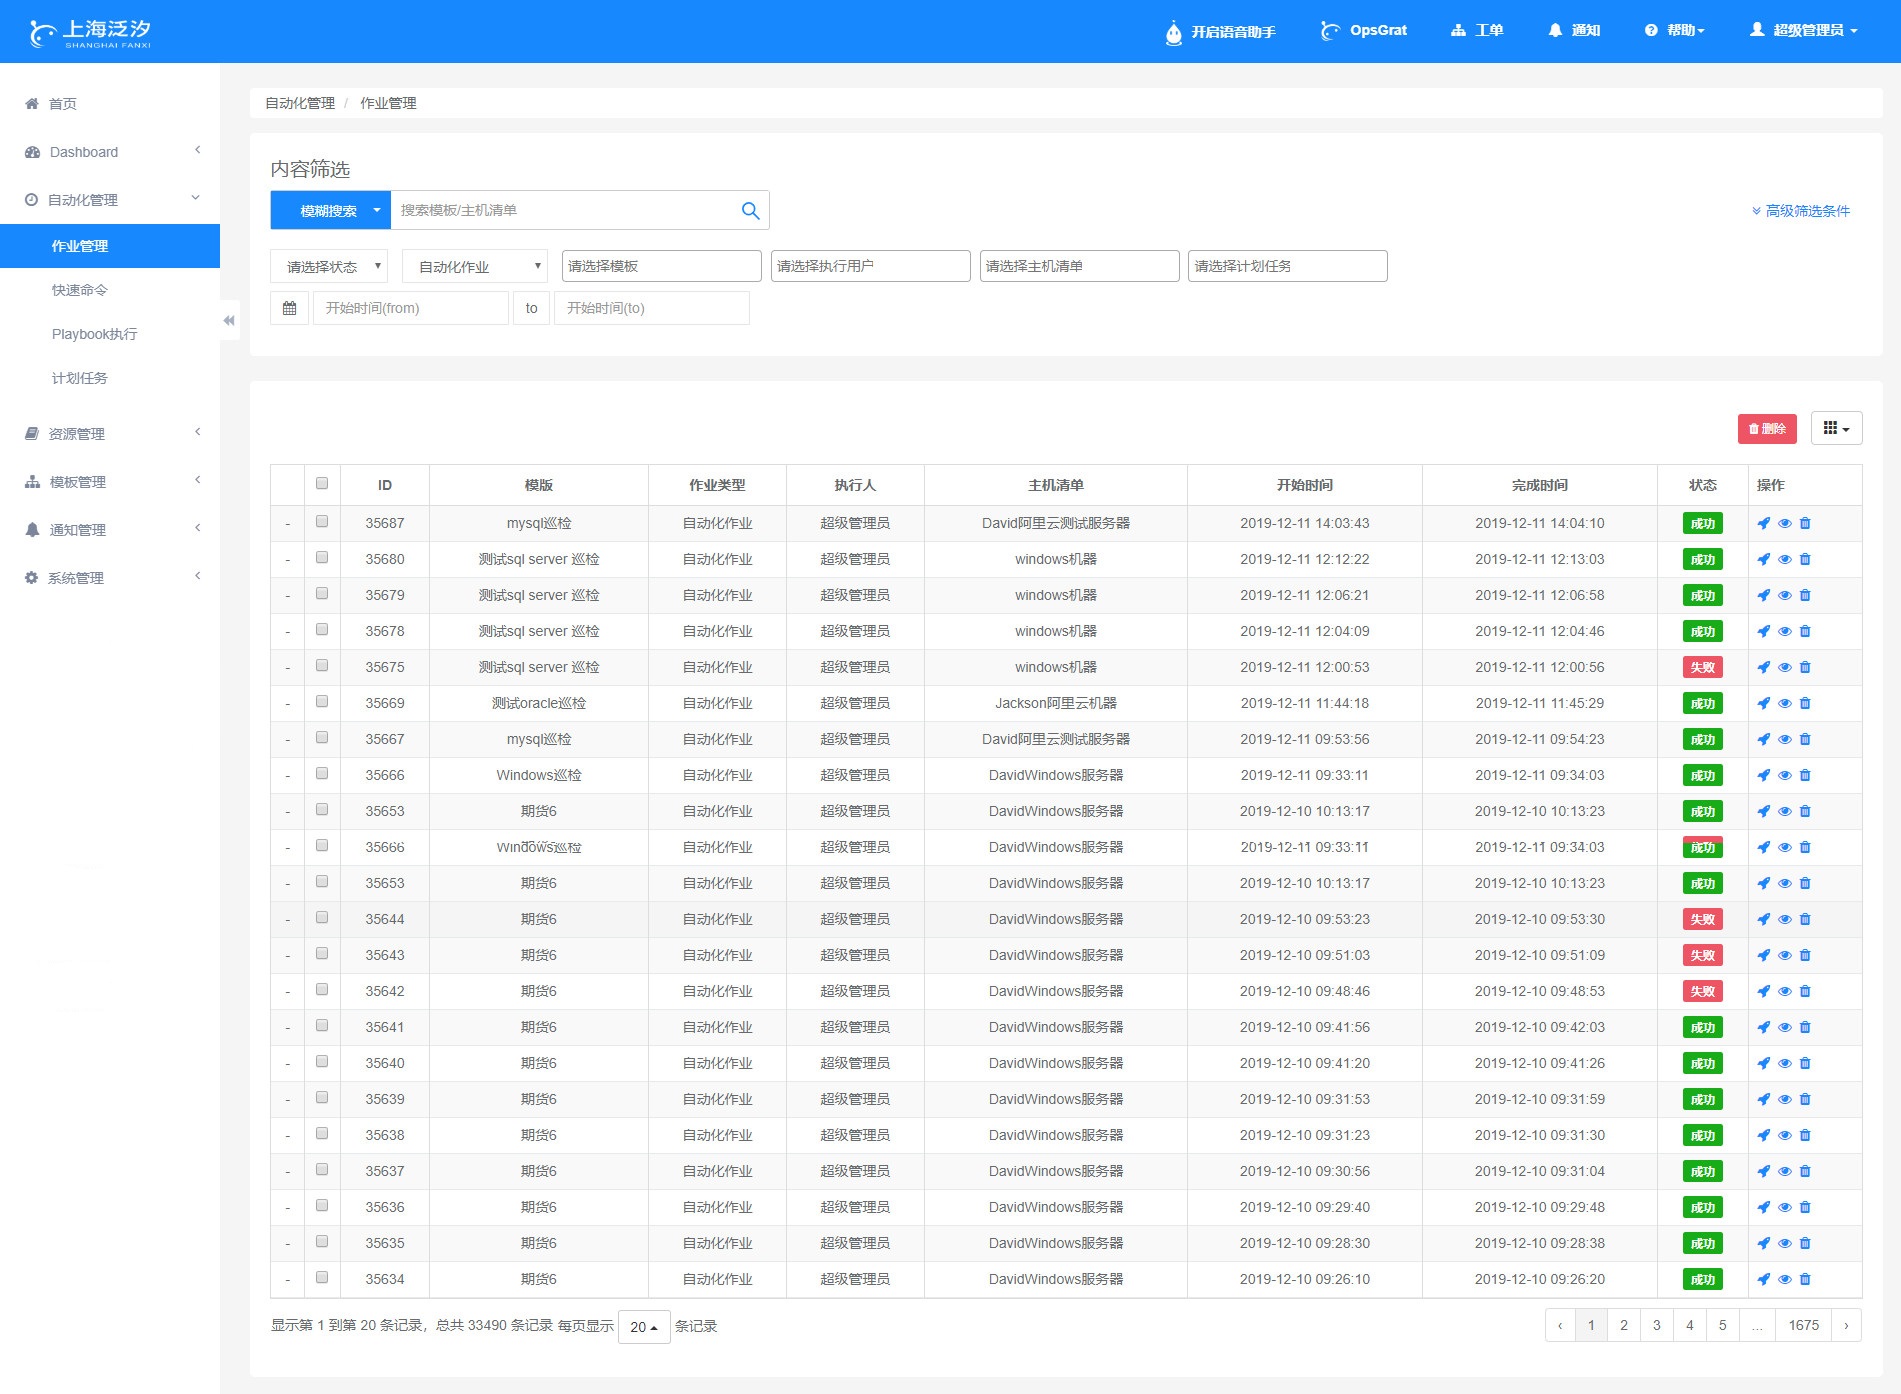 上海泛汐
SHANGHAI FANXI
开启语音助手 OpsGrat 工单 通知 帮助 超级管理员
首页
Dashboard
自动化管理
作业管理
快速命令
Playbook执行
计划任务
资源管理
模板管理
通知管理
系统管理
自动化管理 / 作业管理
内容筛选
模糊搜索 搜索模板/主机清单 高级筛选条件
请选择状态 自动化作业 请选择模板 请选择执行用户 请选择主机清单 请选择计划任务
开始时间(from) to 开始时间(to)
删除
ID 模版 作业类型 执行人 主机清单 开始时间 完成时间 状态 操作
- 35687 mysql巡检 自动化作业 超级管理员 David阿里云测试服务器 2019-12-11 14:03:43 2019-12-11 14:04:10 成功
- 35680 测试sql server 巡检 自动化作业 超级管理员 windows机器 2019-12-11 12:12:22 2019-12-11 12:13:03 成功
- 35679 测试sql server 巡检 自动化作业 超级管理员 windows机器 2019-12-11 12:06:21 2019-12-11 12:06:58 成功
- 35678 测试sql server 巡检 自动化作业 超级管理员 windows机器 2019-12-11 12:04:09 2019-12-11 12:04:46 成功
- 35675 测试sql server 巡检 自动化作业 超级管理员 windows机器 2019-12-11 12:00:53 2019-12-11 12:00:56 失败
- 35669 测试oracle巡检 自动化作业 超级管理员 Jackson阿里云机器 2019-12-11 11:44:18 2019-12-11 11:45:29 成功
- 35667 mysql巡检 自动化作业 超级管理员 David阿里云测试服务器 2019-12-11 09:53:56 2019-12-11 09:54:23 成功
- 35666 Windows巡检 自动化作业 超级管理员 DavidWindows服务器 2019-12-11 09:33:11 2019-12-11 09:34:03 成功
- 35653 期货6 自动化作业 超级管理员 DavidWindows服务器 2019-12-10 10:13:17 2019-12-10 10:13:23 成功
- 35666 Windows巡检 自动化作业 超级管理员 DavidWindows服务器 2019-12-11 09:33:11 2019-12-11 09:34:03 成功
- 35653 期货6 自动化作业 超级管理员 DavidWindows服务器 2019-12-10 10:13:17 2019-12-10 10:13:23 成功
- 35644 期货6 自动化作业 超级管理员 DavidWindows服务器 2019-12-10 09:53:23 2019-12-10 09:53:30 失败
- 35643 期货6 自动化作业 超级管理员 DavidWindows服务器 2019-12-10 09:51:03 2019-12-10 09:51:09 失败
- 35642 期货6 自动化作业 超级管理员 DavidWindows服务器 2019-12-10 09:48:46 2019-12-10 09:48:53 失败
- 35641 期货6 自动化作业 超级管理员 DavidWindows服务器 2019-12-10 09:41:56 2019-12-10 09:42:03 成功
- 35640 期货6 自动化作业 超级管理员 DavidWindows服务器 2019-12-10 09:41:20 2019-12-10 09:41:26 成功
- 35639 期货6 自动化作业 超级管理员 DavidWindows服务器 2019-12-10 09:31:53 2019-12-10 09:31:59 成功
- 35638 期货6 自动化作业 超级管理员 DavidWindows服务器 2019-12-10 09:31:23 2019-12-10 09:31:30 成功
- 35637 期货6 自动化作业 超级管理员 DavidWindows服务器 2019-12-10 09:30:56 2019-12-10 09:31:04 成功
- 35636 期货6 自动化作业 超级管理员 DavidWindows服务器 2019-12-10 09:29:40 2019-12-10 09:29:48 成功
- 35635 期货6 自动化作业 超级管理员 DavidWindows服务器 2019-12-10 09:28:30 2019-12-10 09:28:38 成功
- 35634 期货6 自动化作业 超级管理员 DavidWindows服务器 2019-12-10 09:26:10 2019-12-10 09:26:20 成功
显示第 1 到第 20 条记录，总共 33490 条记录 每页显示 20 条记录 ‹ 1 2 3 4 5 ... 1675 ›